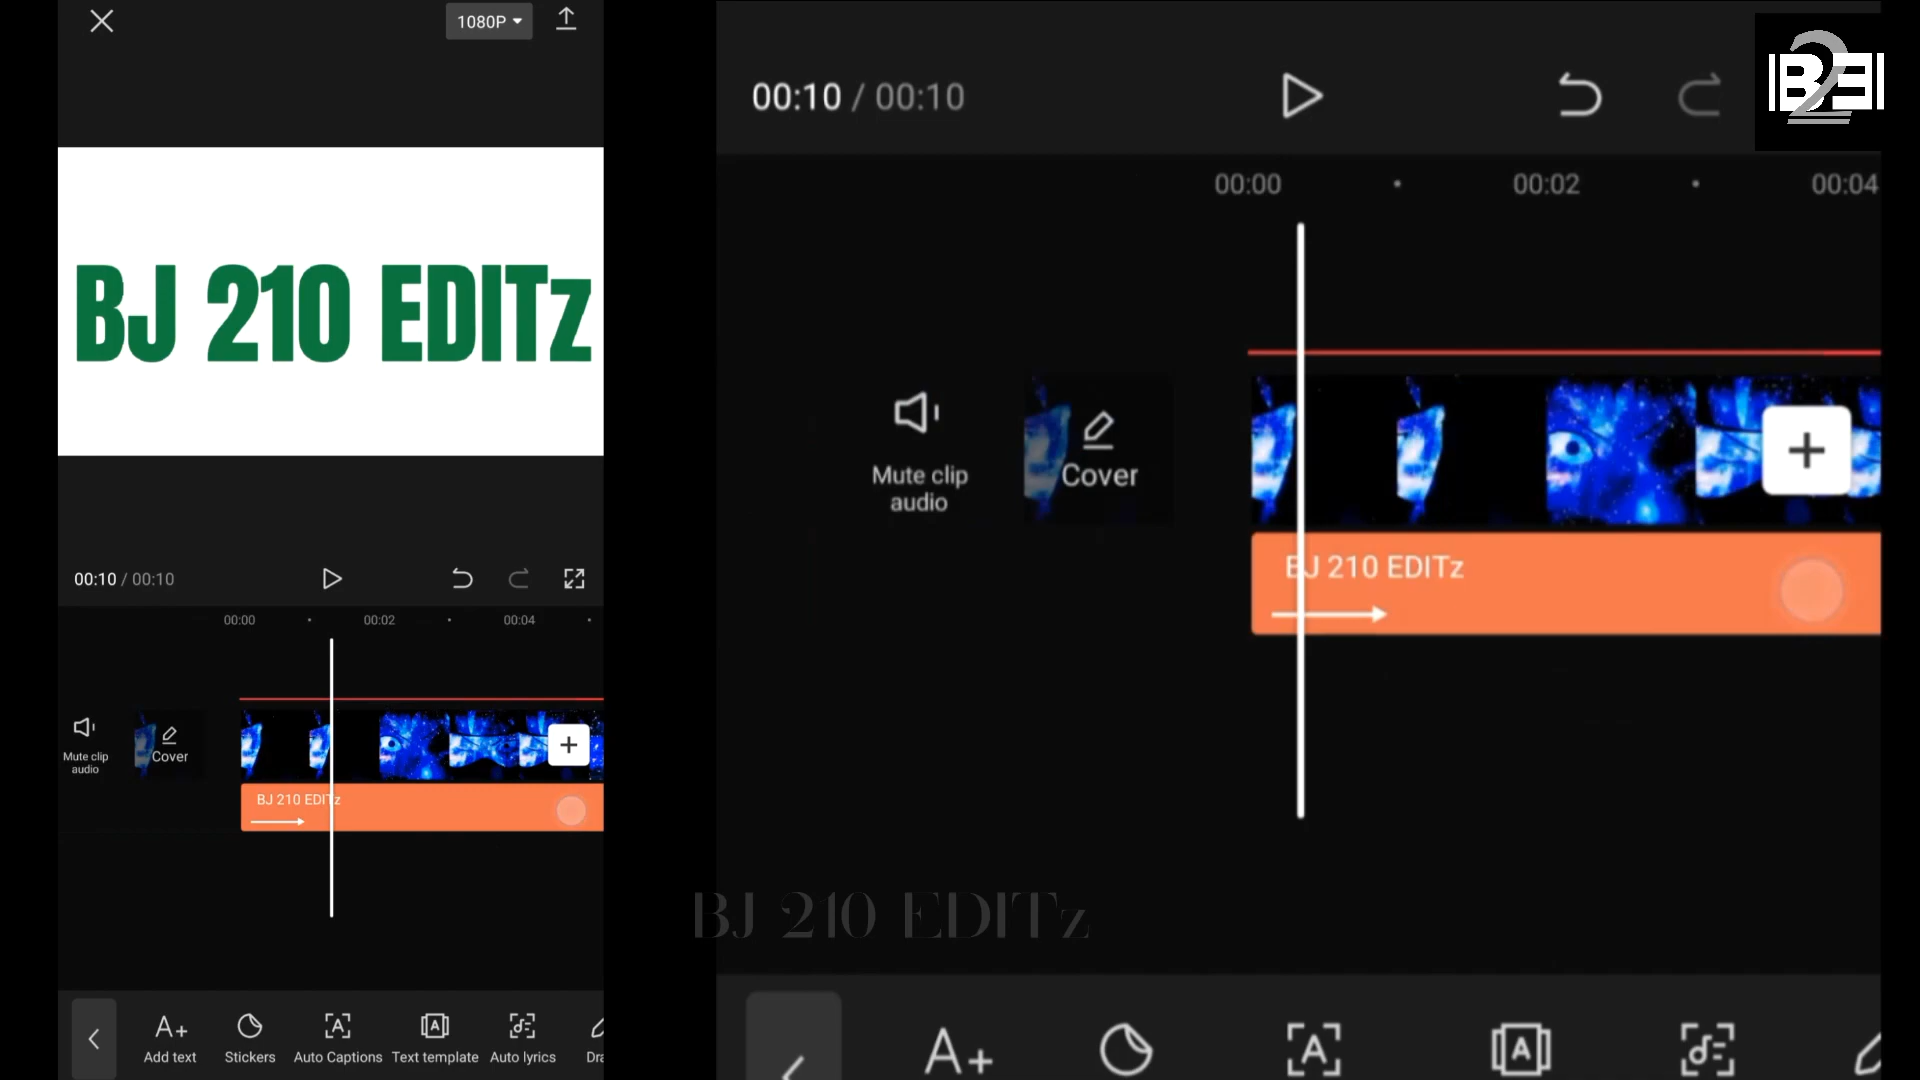 1080P
BJ 210 EDITz
00:10 / 00:10
00:00
00:02
00:04
Mute clip
audio
Cover
BJ 210 EDITz
Add text
Stickers
Auto Captions
Text template
Auto lyrics
Dra
00:10 / 00:10
00:00
00:02
00:04
Mute clip
audio
Cover
BJ 210 EDITz
BJ 210 EDITz
B2E